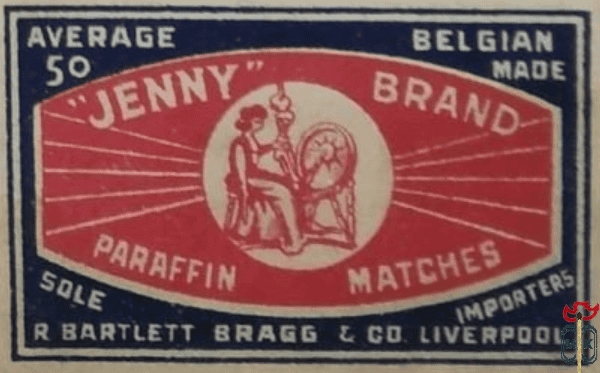 AVERAGE 50
BELGIAN MADE
"JENNY" BRAND
PARAFFIN MATCHES
SOLE IMPORTERS
R BARTLETT BRAGG & CO. LIVERPOOL